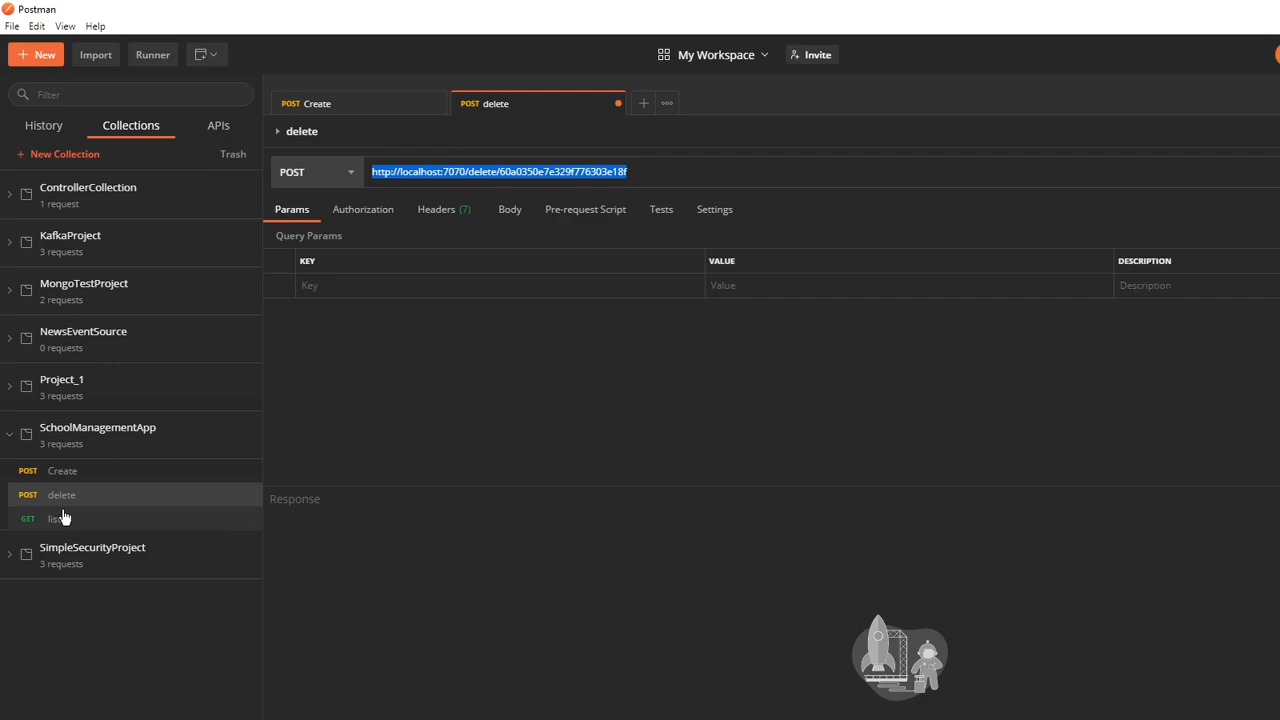 Postman
File Edit View Help
New Import Runner
My Workspace
Invite
Filter
History Collections APIs
New Collection
Trash
ControllerCollection
1 request
KafkaProject
3 requests
MongoTestProject
2 requests
NewsEventSource
0 requests
Project_1
3 requests
SchoolManagementApp
3 requests
POST Create
POST delete
GET
SimpleSecurityProject
3 requests
POST Create
POST delete
delete
POST
http://localhost:7070/delete/60a0350e7e329f776303e18f
Params Authorization Headers (7) Body Pre-request Script Tests Settings
Query Params
KEY VALUE DESCRIPTION
Key Value Description
Response